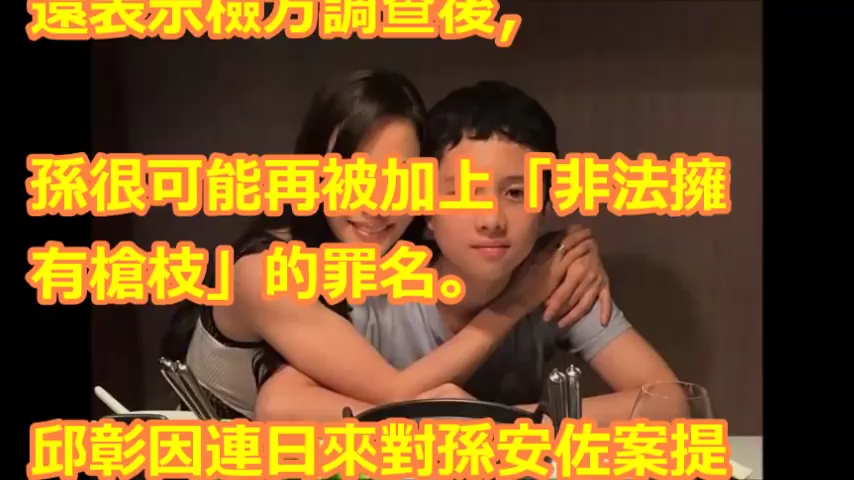 還表示檢方調查後,
孫很可能再被加上「非法擁
有槍枝」的罪名。
邱彰因連日來對孫安佐案提